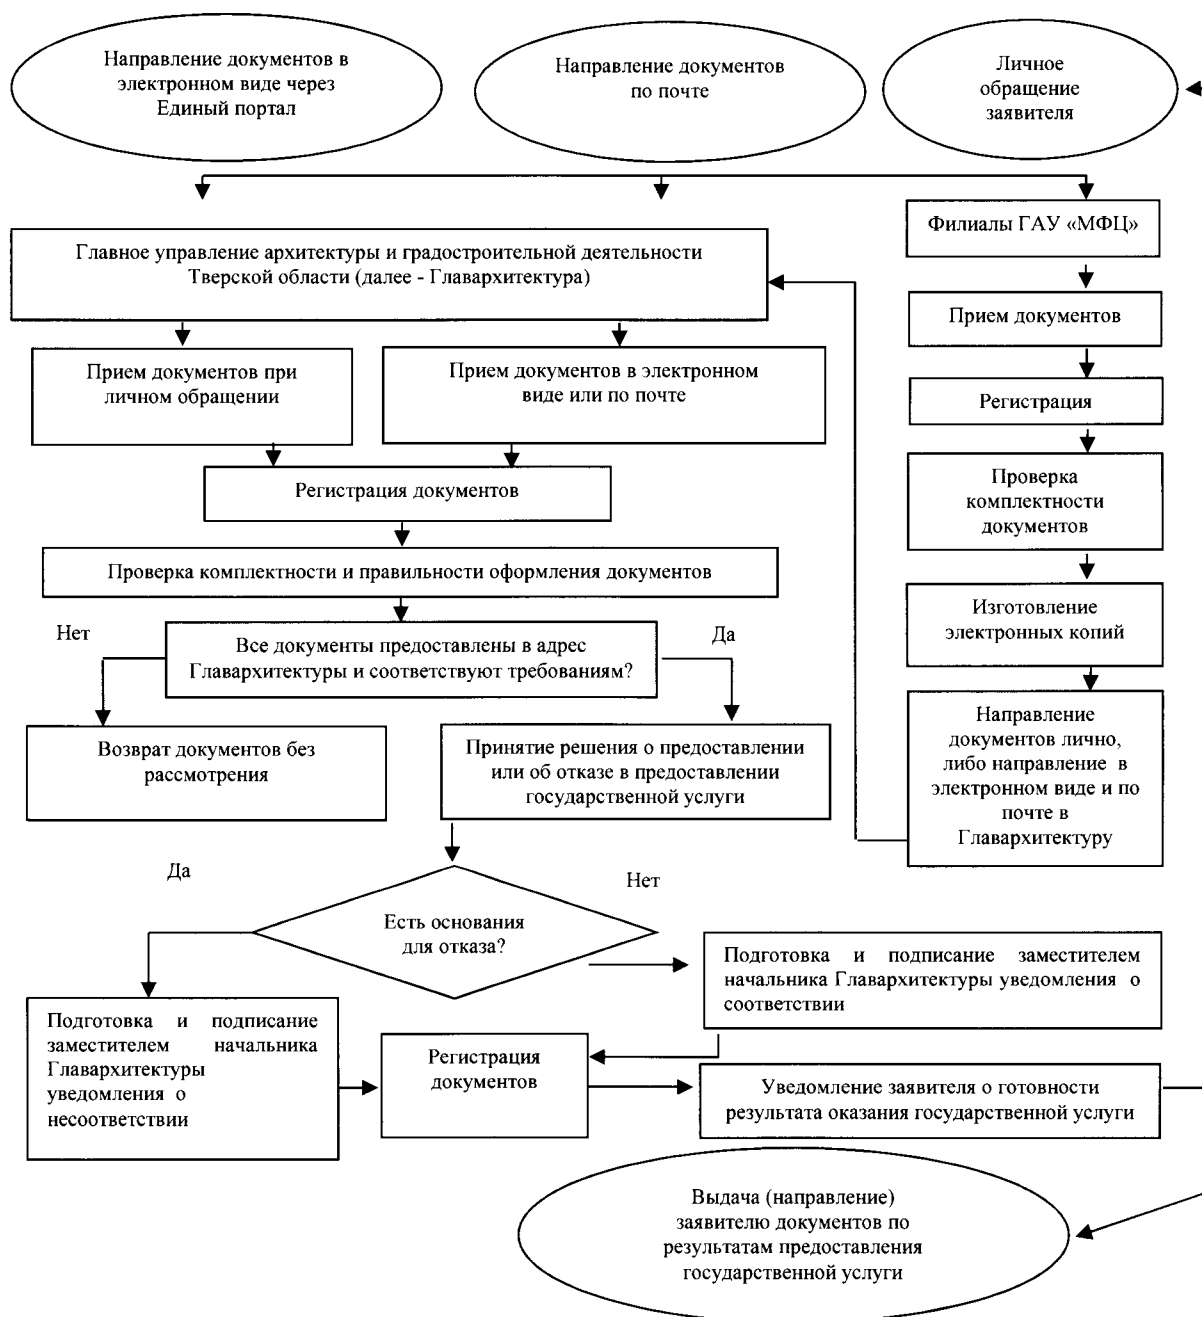 Направление документов в
электронном виде через
Единый портал
Направление документов
по почте
Личное
обращение
заявителя
Филиалы ГАУ «МФЦ»
Главное управление архитектуры и градостроительной деятельности
Тверской области (далее - Главархитектура)
Прием документов
Прием документов при
личном обращении
Прием документов в электронном
виде или по почте
Регистрация
Регистрация документов
Проверка
комплектности
документов
Проверка комплектности и правильности оформления документов
Изготовление
электронных копий
Нет
Все документы предоставлены в адрес
Главархитектуры и соответствуют требованиям?
Да
Возврат документов без
рассмотрения
Принятие решения о предоставлении
или об отказе в предоставлении
государственной услуги
Направление
документов лично,
либо направление в
электронном виде и по
почте в
Главархитектуру
Да
Нет
Есть основания
для отказа?
Подготовка и подписание заместителем
начальника Главархитектуры уведомления о
соответствии
Подготовка и подписание
заместителем начальника
Главархитектуры
уведомления о
несоответствии
Регистрация
документов
Уведомление заявителя о готовности
результата оказания государственной услуги
Выдача (направление)
заявителю документов по
результатам предоставления
государственной услуги